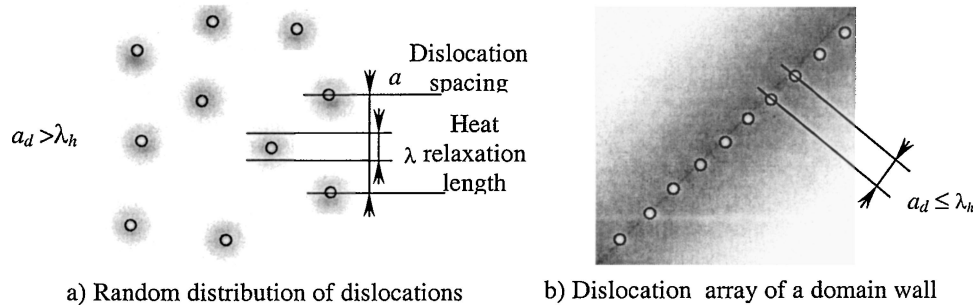 Dislocation
a spacing
a_d > λ_h
Heat
λ relaxation
length
a_d ≤ λ_h
a) Random distribution of dislocations
b) Dislocation array of a domain wall